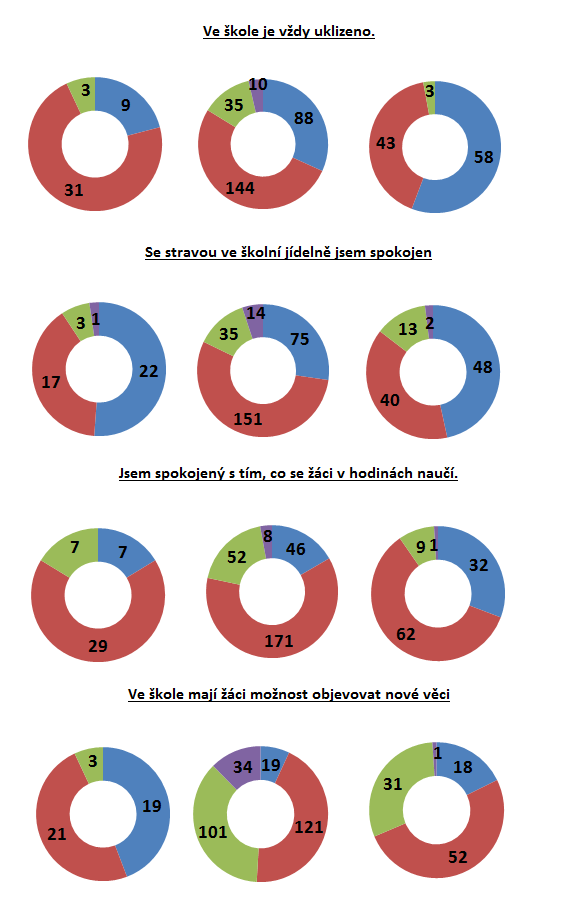 Ve škole je vždy uklizeno.
3 9 31
10 35 88 144
3 43 58
Se stravou ve školní jídelně jsem spokojen
3 1 17 22
14 35 75 151
13 2 48 40
Jsem spokojený s tím, co se žáci v hodinách naučí.
7 7 29
8 46 52 171
9 1 32 62
Ve škole mají žáci možnost objevovat nové věci
3 19 21
34 19 121 101
1 18 31 52